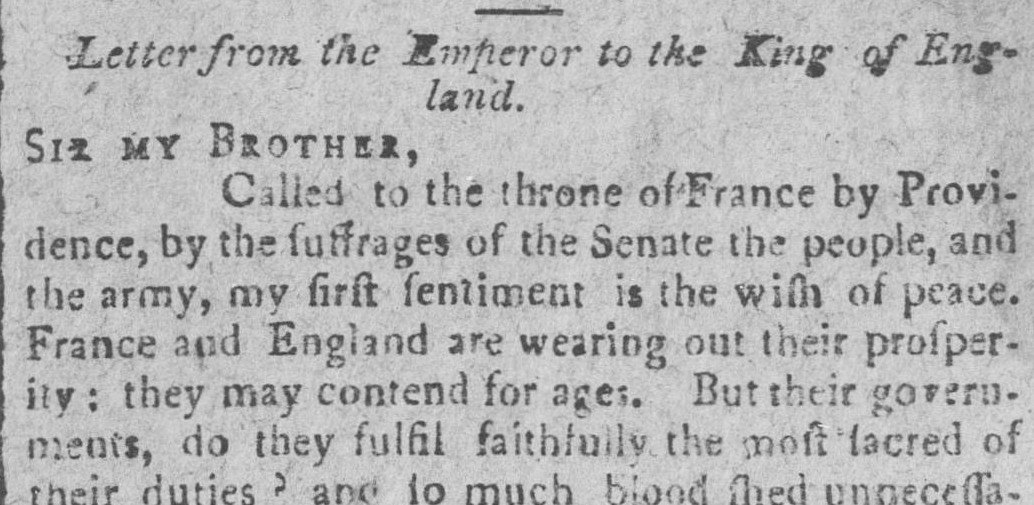 Letter from the Emperor to the King of Eng-
land.
SIR MY BROTHER,
Called to the throne of France by Provi-
dence, by the ſuffrages of the Senate the people, and
the army, my firſt ſentiment is the wiſh of peace.
France and England are wearing out their proſper-
ity; they may contend for ages. But their govern-
ments, do they fulfil faithfully the moſt ſacred of
their duties? and ſo much blood ſhed unneceſſa-